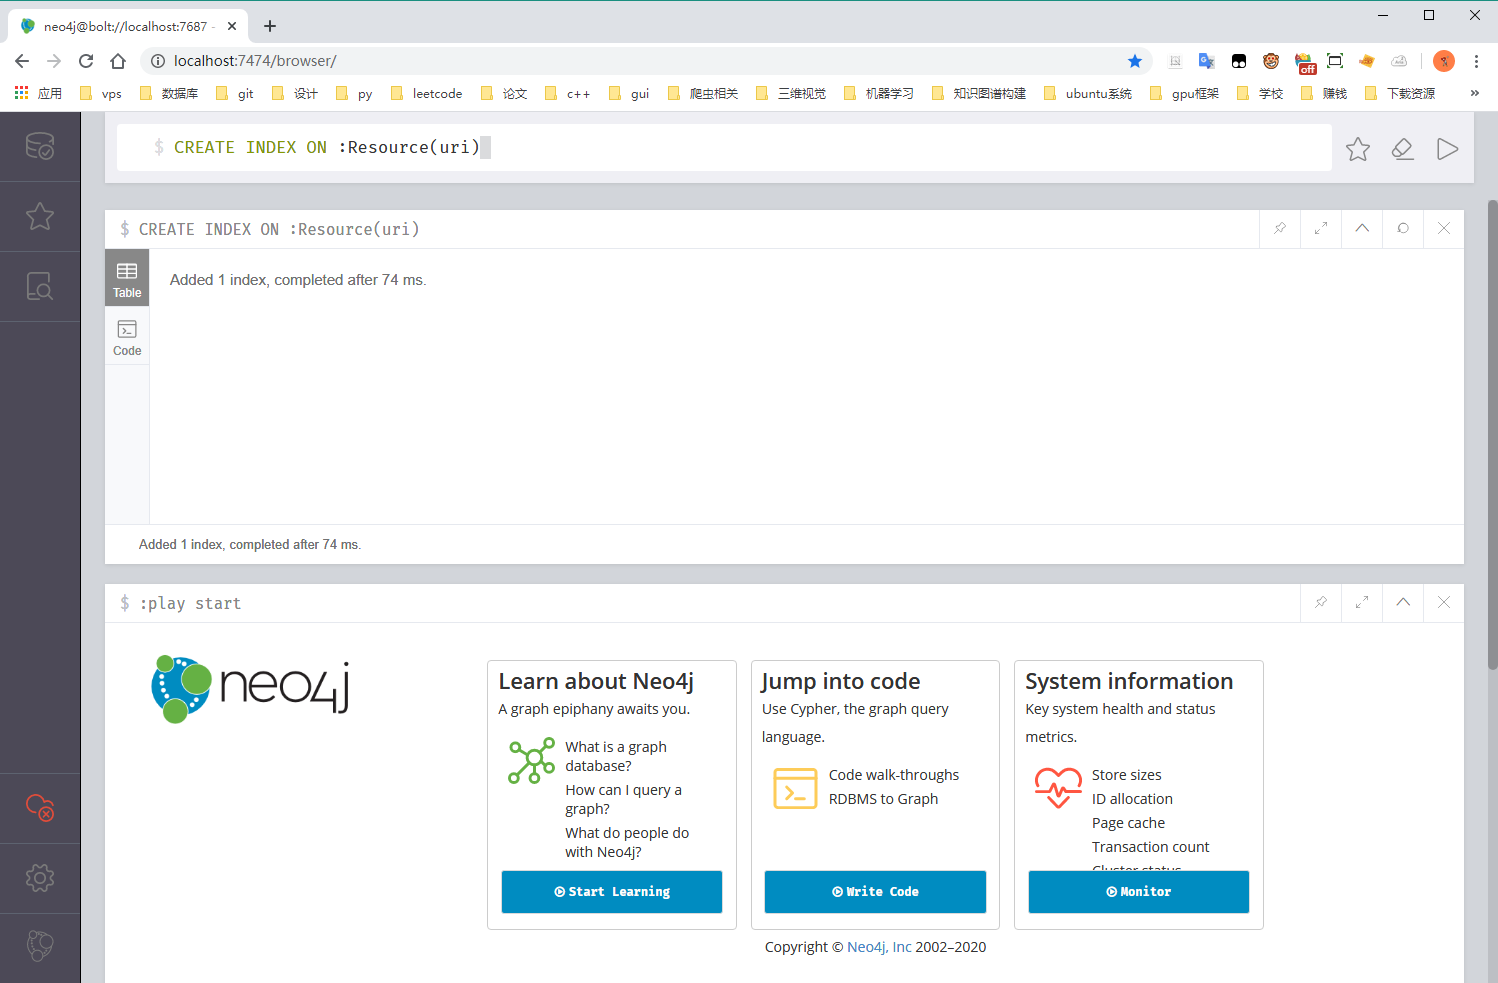 neo4j@bolt://localhost:7687 -
localhost:7474/browser/
off
应用 vps 数据库 git 设计 py leetcode 论文 c++ gui 爬虫相关 三维视觉 机器学习 知识图谱构建 ubuntu系统 gpu框架 学校 赚钱 下载资源 »
$ CREATE INDEX ON :Resource(uri)
$ CREATE INDEX ON :Resource(uri)
Table
Added 1 index, completed after 74 ms.
Code
Added 1 index, completed after 74 ms.
$ :play start
neo4j
Learn about Neo4j
A graph epiphany awaits you.
What is a graph
database?
How can I query a
graph?
What do people do
with Neo4j?
Start Learning
Jump into code
Use Cypher, the graph query
language.
Code walk-throughs
RDBMS to Graph
Write Code
System information
Key system health and status
metrics.
Store sizes
ID allocation
Page cache
Transaction count
Cluster status
Monitor
Copyright © Neo4j, Inc 2002–2020